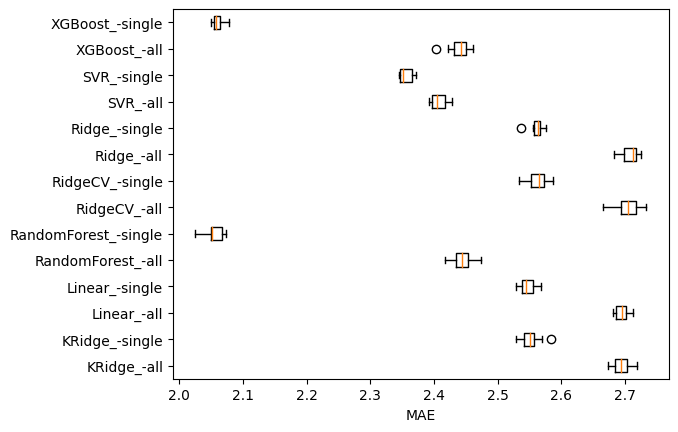 XGBoost_-single
XGBoost_-all
SVR_-single
SVR_-all
Ridge_-single
Ridge_-all
RidgeCV_-single
RidgeCV_-all
RandomForest_-single
RandomForest_-all
Linear_-single
Linear_-all
KRidge_-single
KRidge_-all
2.0 2.1 2.2 2.3 2.4 2.5 2.6 2.7
MAE